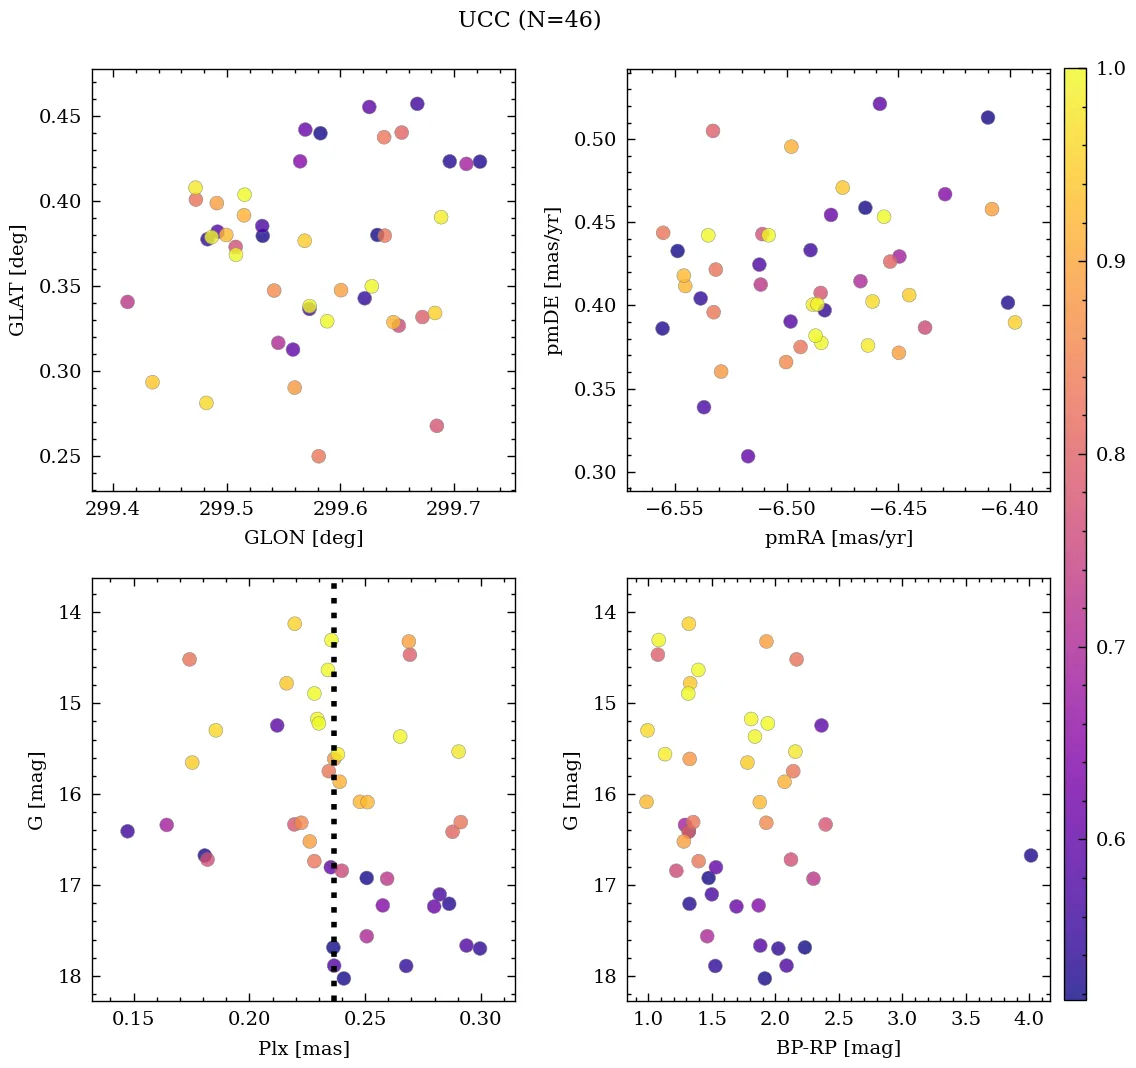 UCC (N=46)
0.45
0.40
0.35
0.30
0.25
GLAT [deg]
299.4 299.5 299.6 299.7
GLON [deg]
0.50
0.45
0.40
0.35
0.30
pmDE [mas/yr]
−6.55 −6.50 −6.45 −6.40
pmRA [mas/yr]
1.0
0.9
0.8
0.7
0.6
14
15
16
17
18
G [mag]
0.15 0.20 0.25 0.30
Plx [mas]
14
15
16
17
18
G [mag]
1.0 1.5 2.0 2.5 3.0 3.5 4.0
BP-RP [mag]